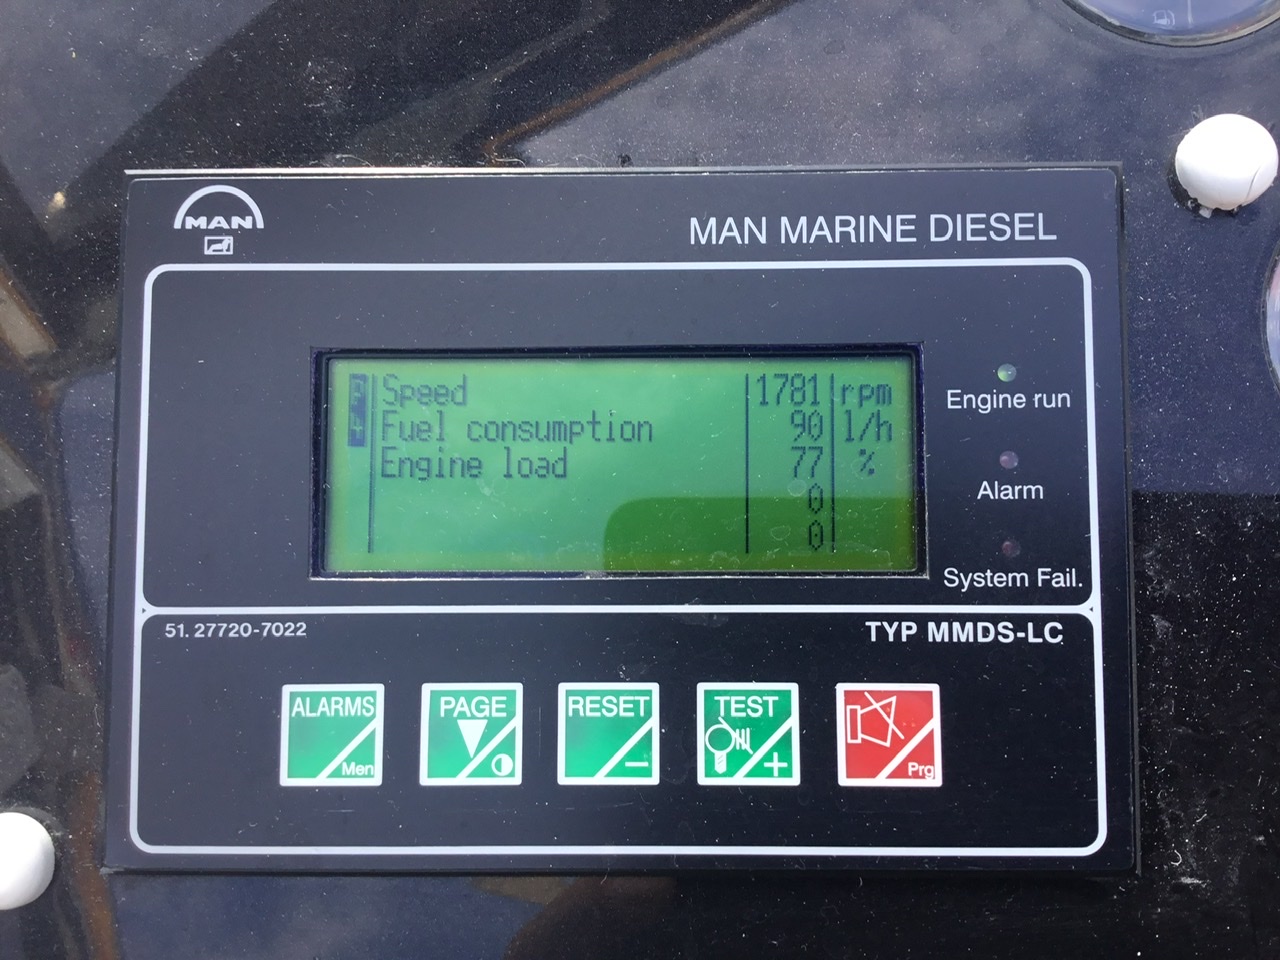 MAN
MAN MARINE DIESEL
P Speed 1781 rpm
4 Fuel consumption 90 l/h
Engine load 77 %
0
0
Engine run
Alarm
System Fail.
51. 27720-7022
TYP MMDS-LC
ALARMS
Men
PAGE
RESET
−
TEST
+
Prg